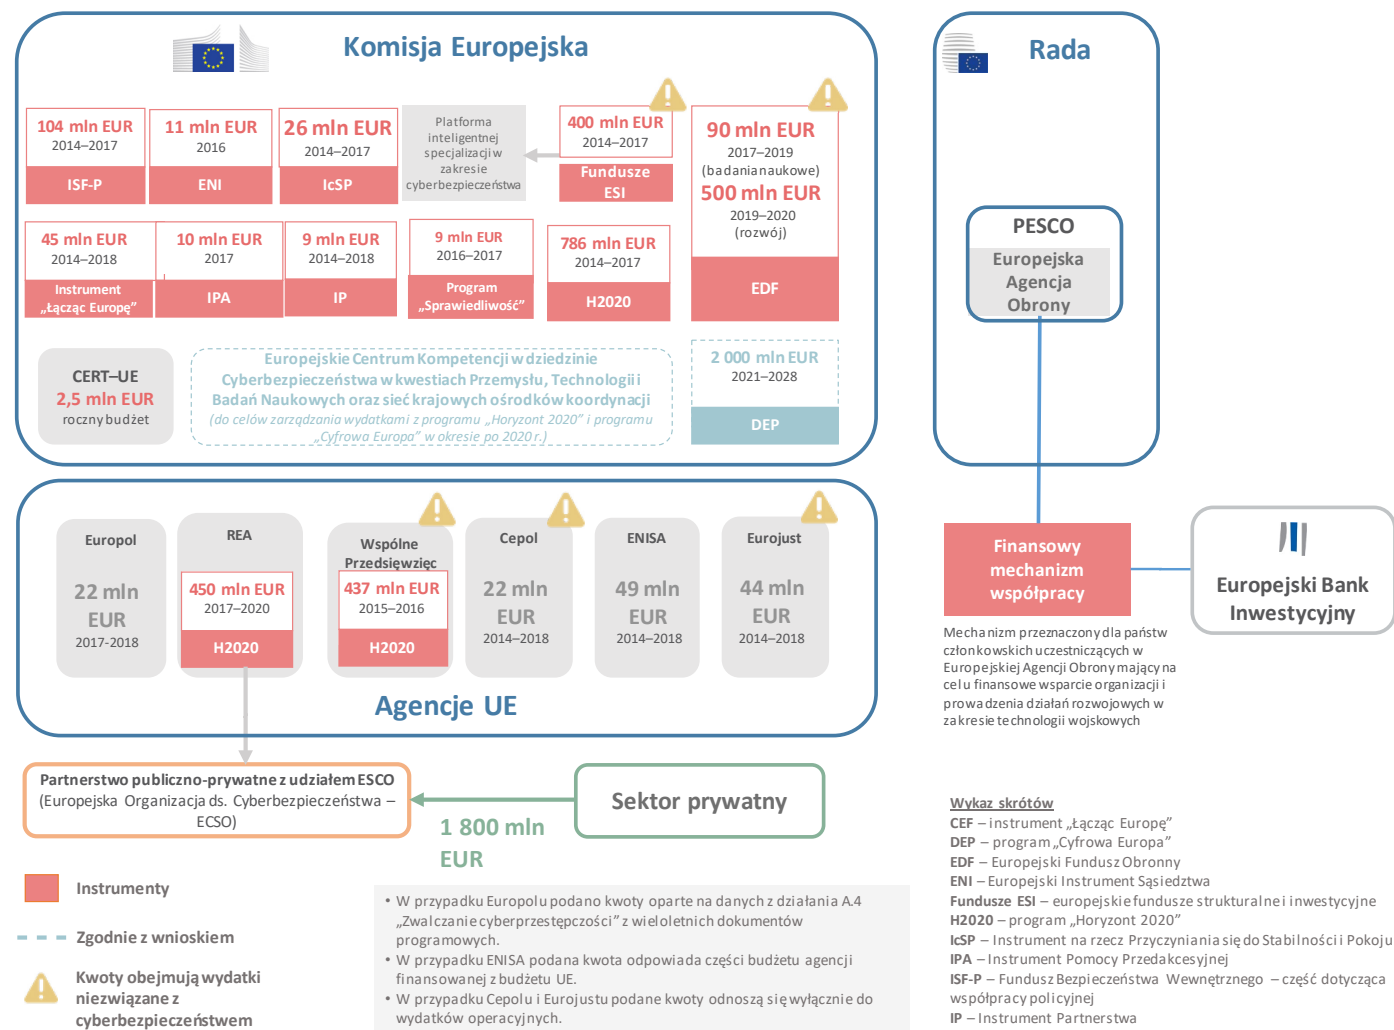 Komisja Europejska
104 mln EUR
2014–2017
ISF-P
11 mln EUR
2016
ENI
26 mln EUR
2014–2017
IcSP
Platforma
inteligentnej
specjalizacji w
zakresie
cyberbezpieczeństwa
400 mln EUR
2014–2017
Fundusze
ESI
90 mln EUR
2017–2019
(badania naukowe)
500 mln EUR
2019–2020
(rozwój)
EDF
45 mln EUR
2014–2018
Instrument
„Łącząc Europę”
10 mln EUR
2017
IPA
9 mln EUR
2014–2018
IP
9 mln EUR
2016–2017
Program
„Sprawiedliwość”
786 mln EUR
2014–2017
H2020
CERT–UE
2,5 mln EUR
roczny budżet
Europejskie Centrum Kompetencji w dziedzinie
Cyberbezpieczeństwa w kwestiach Przemysłu, Technologii i
Badań Naukowych oraz sieć krajowych ośrodków koordynacji
(do celów zarządzania wydatkami z programu „Horyzont 2020” i programu
„Cyfrowa Europa” w okresie po 2020 r.)
2 000 mln EUR
2021–2028
DEP
Rada
PESCO
Europejska
Agencja
Obrony
Europol
22 mln
EUR
2017-2018
REA
450 mln EUR
2017–2020
H2020
Wspólne
Przedsięwzięc
437 mln EUR
2015–2016
H2020
Cepol
22 mln
EUR
2014–2018
ENISA
49 mln
EUR
2014–2018
Eurojust
44 mln
EUR
2014–2018
Agencje UE
Finansowy
mechanizm
współpracy
Europejski Bank
Inwestycyjny
Mechanizm przeznaczony dla państw
członkowskich uczestniczących w
Europejskiej Agencji Obrony mający na
celu finansowe wsparcie organizacji i
prowadzenia działań rozwojowych w
zakresie technologii wojskowych
Partnerstwo publiczno-prywatne z udziałem ESCO
(Europejska Organizacja ds. Cyberbezpieczeństwa –
ECSO)
1 800 mln
EUR
Sektor prywatny
Instrumenty
Zgodnie z wnioskiem
Kwoty obejmują wydatki
niezwiązane z
cyberbezpieczeństwem
• W przypadku Europolu podano kwoty oparte na danych z działania A.4
„Zwalczanie cyberprzestępczości” z wieloletnich dokumentów
programowych.
• W przypadku ENISA podana kwota odpowiada części budżetu agencji
finansowanej z budżetu UE.
• W przypadku Cepolu i Eurojustu podane kwoty odnoszą się wyłącznie do
wydatków operacyjnych.
Wykaz skrótów
CEF – instrument „Łącząc Europę”
DEP – program „Cyfrowa Europa”
EDF – Europejski Fundusz Obronny
ENI – Europejski Instrument Sąsiedztwa
Fundusze ESI – europejskie fundusze strukturalne i inwestycyjne
H2020 – program „Horyzont 2020”
IcSP – Instrument na rzecz Przyczyniania się do Stabilności i Pokoju
IPA – Instrument Pomocy Przedakcesyjnej
ISF-P – Fundusz Bezpieczeństwa Wewnętrznego – część dotycząca
współpracy policyjnej
IP – Instrument Partnerstwa